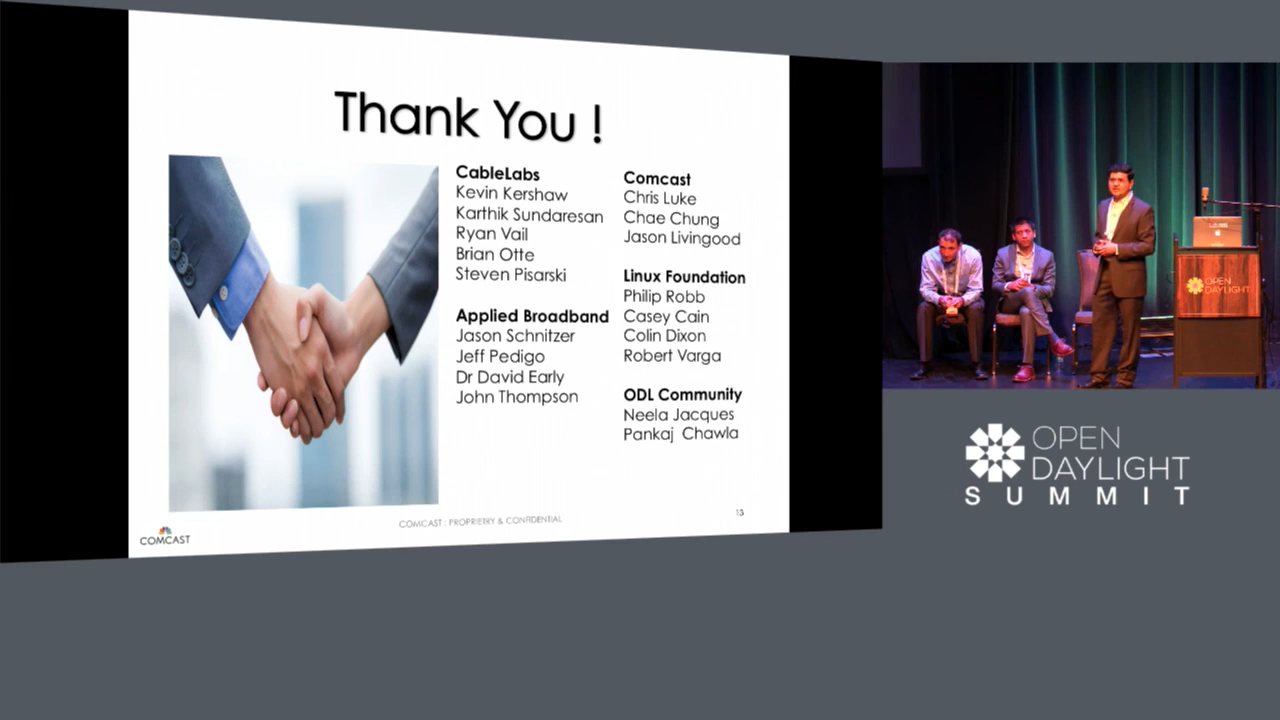 Thank You !
CableLabs
Kevin Kershaw
Karthik Sundaresan
Ryan Vail
Brian Otte
Steven Pisarski
Applied Broadband
Jason Schnitzer
Jeff Pedigo
Dr David Early
John Thompson
Comcast
Chris Luke
Chae Chung
Jason Livingood
Linux Foundation
Philip Robb
Casey Cain
Colin Dixon
Robert Varga
ODL Community
Neela Jacques
Pankaj Chawla
COMCAST : PROPRIETRY & CONFIDENTIAL
13
COMCAST
OPEN
DAYLIGHT
OPEN
DAYLIGHT
SUMMIT